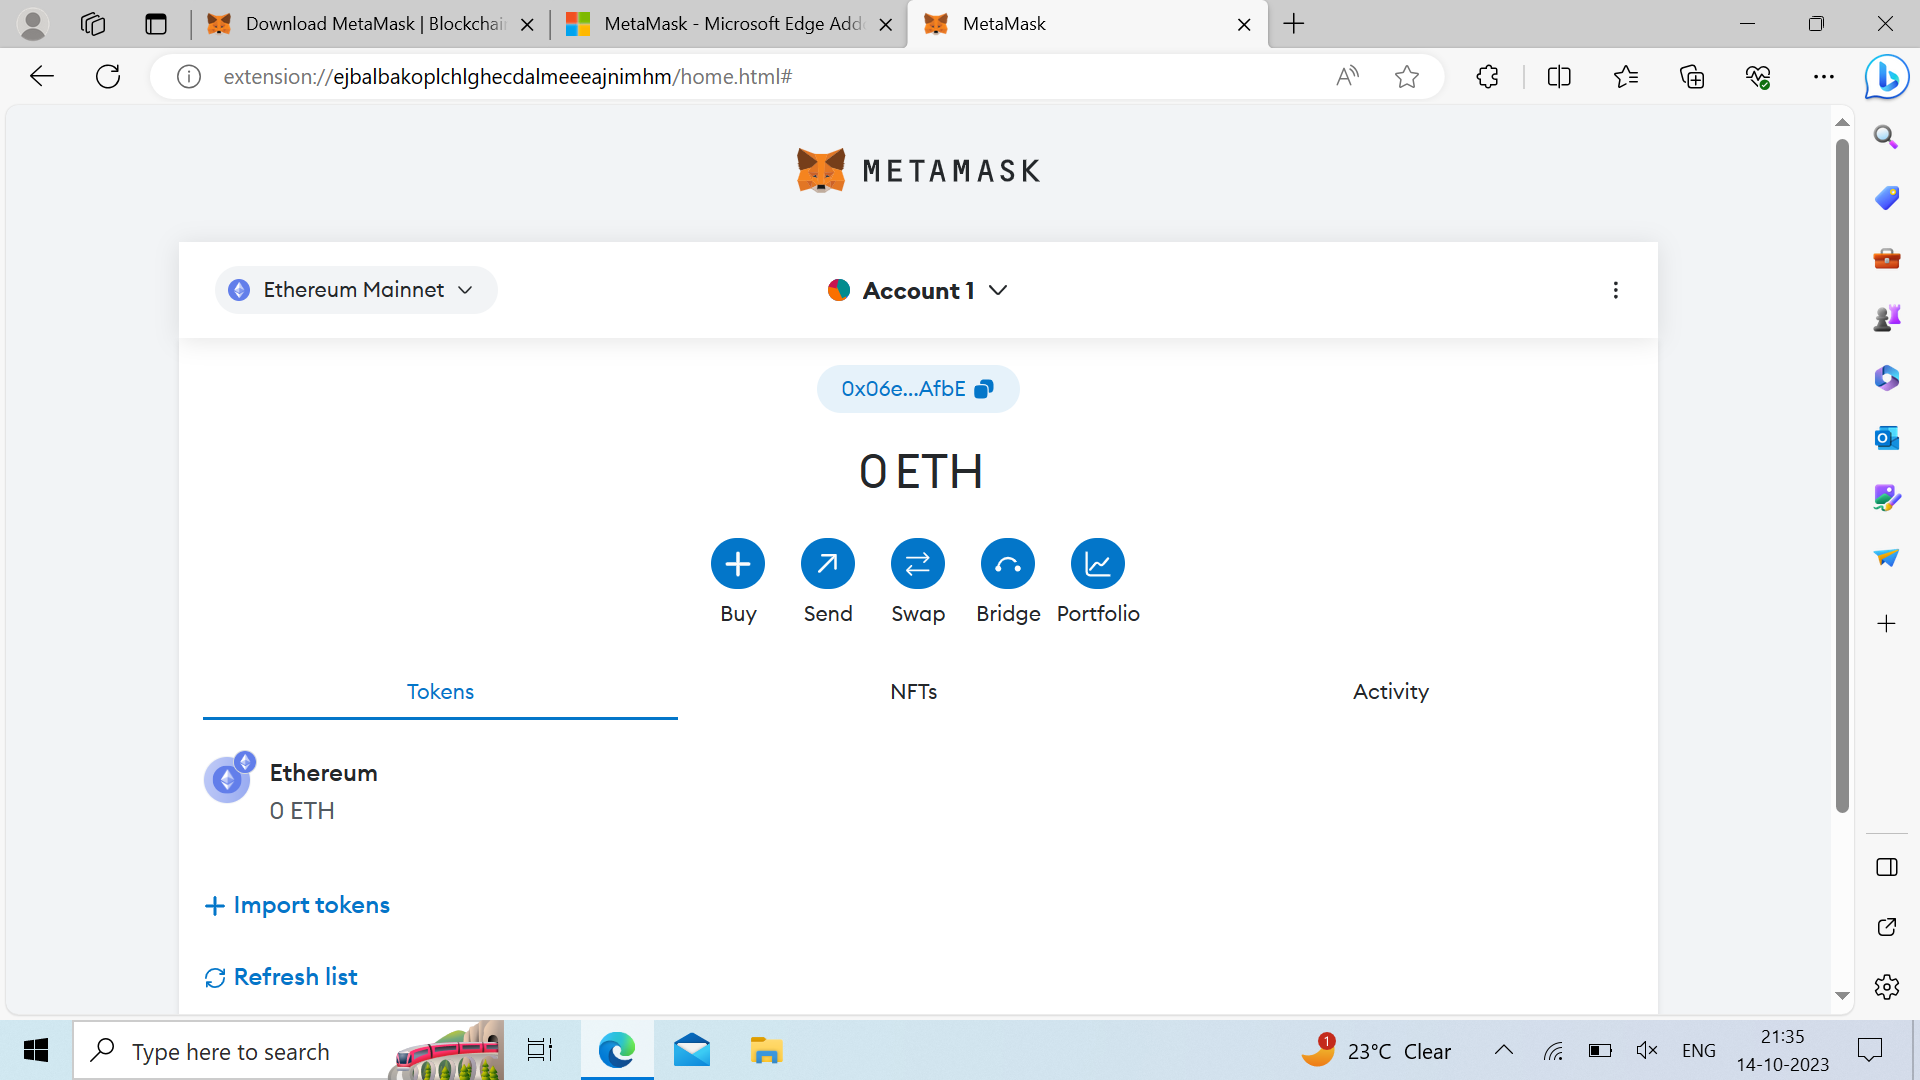 Download MetaMask | Blockchain
MetaMask - Microsoft Edge Adde
MetaMask
extension://ejbalbakoplchlghecdalmeeeajnimhm/home.html#
METAMASK
Ethereum Mainnet
Account 1
0x06e...AfbE
0 ETH
Buy
Send
Swap
Bridge
Portfolio
Tokens
NFTs
Activity
Ethereum
0 ETH
Import tokens
Refresh list
Type here to search
1
23°C Clear
ENG
21:35
14-10-2023